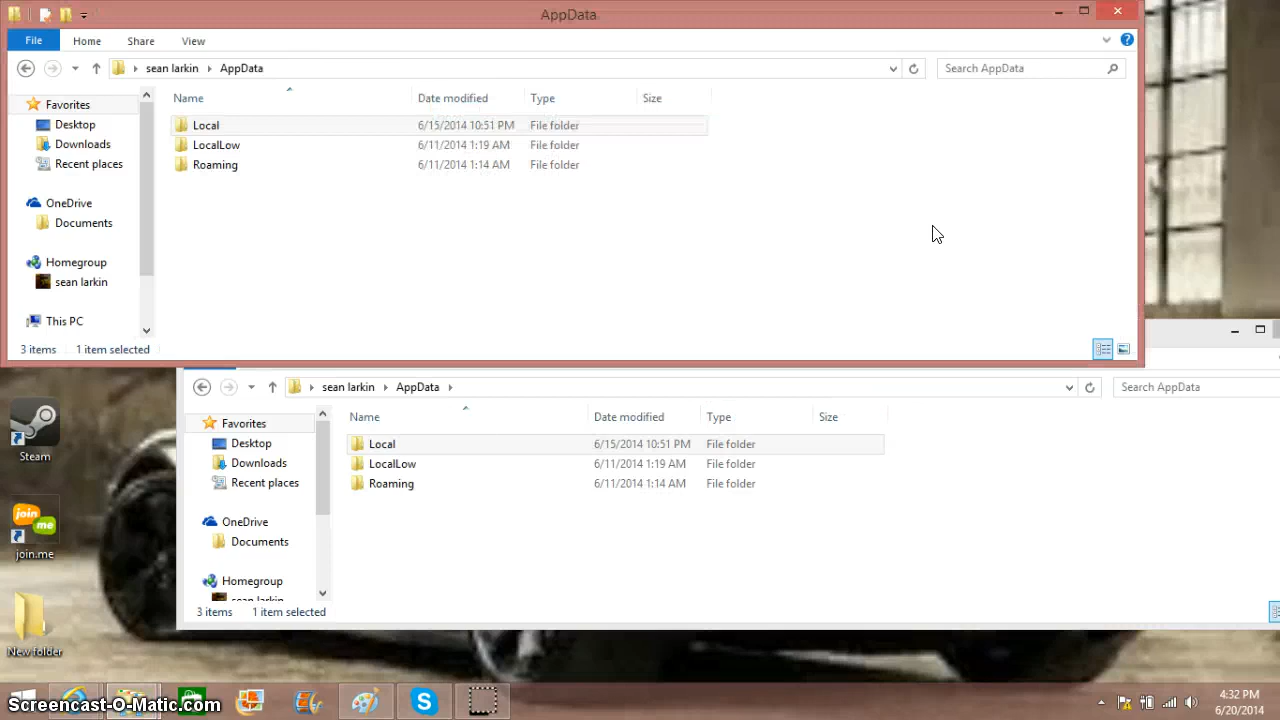 AppData
File Home Share View
sean larkin AppData Search AppData
Name Date modified Type Size
Favorites
Desktop
Downloads
Recent places
OneDrive
Documents
Homegroup
sean larkin
This PC
Local 6/15/2014 10:51 PM File folder
LocalLow 6/11/2014 1:19 AM File folder
Roaming 6/11/2014 1:14 AM File folder
3 items 1 item selected
sean larkin AppData Search AppData
Name Date modified Type Size
Favorites
Desktop
Downloads
Recent places
OneDrive
Documents
Homegroup
sean larkin
Local 6/15/2014 10:51 PM File folder
LocalLow 6/11/2014 1:19 AM File folder
Roaming 6/11/2014 1:14 AM File folder
3 items 1 item selected
Steam
join
me
join.me
New folder
Screencast-O-Matic.com
4:32 PM
6/20/2014